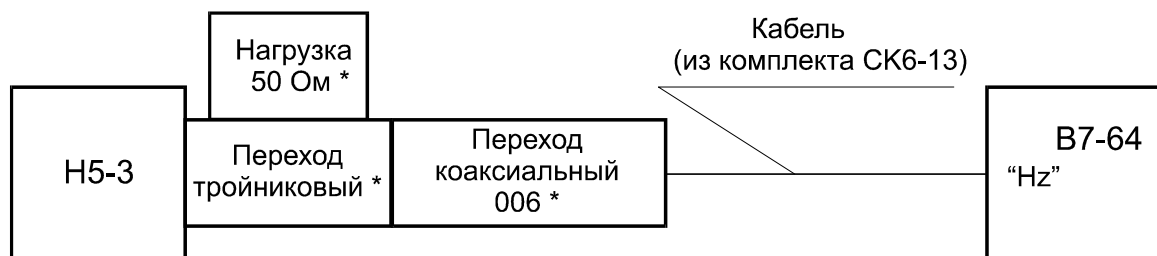 Нагрузка
50 Ом *
Кабель
(из комплекта СК6-13)
Н5-3
Переход
тройниковый *
Переход
коаксиальный
006 *
В7-64
“Hz”